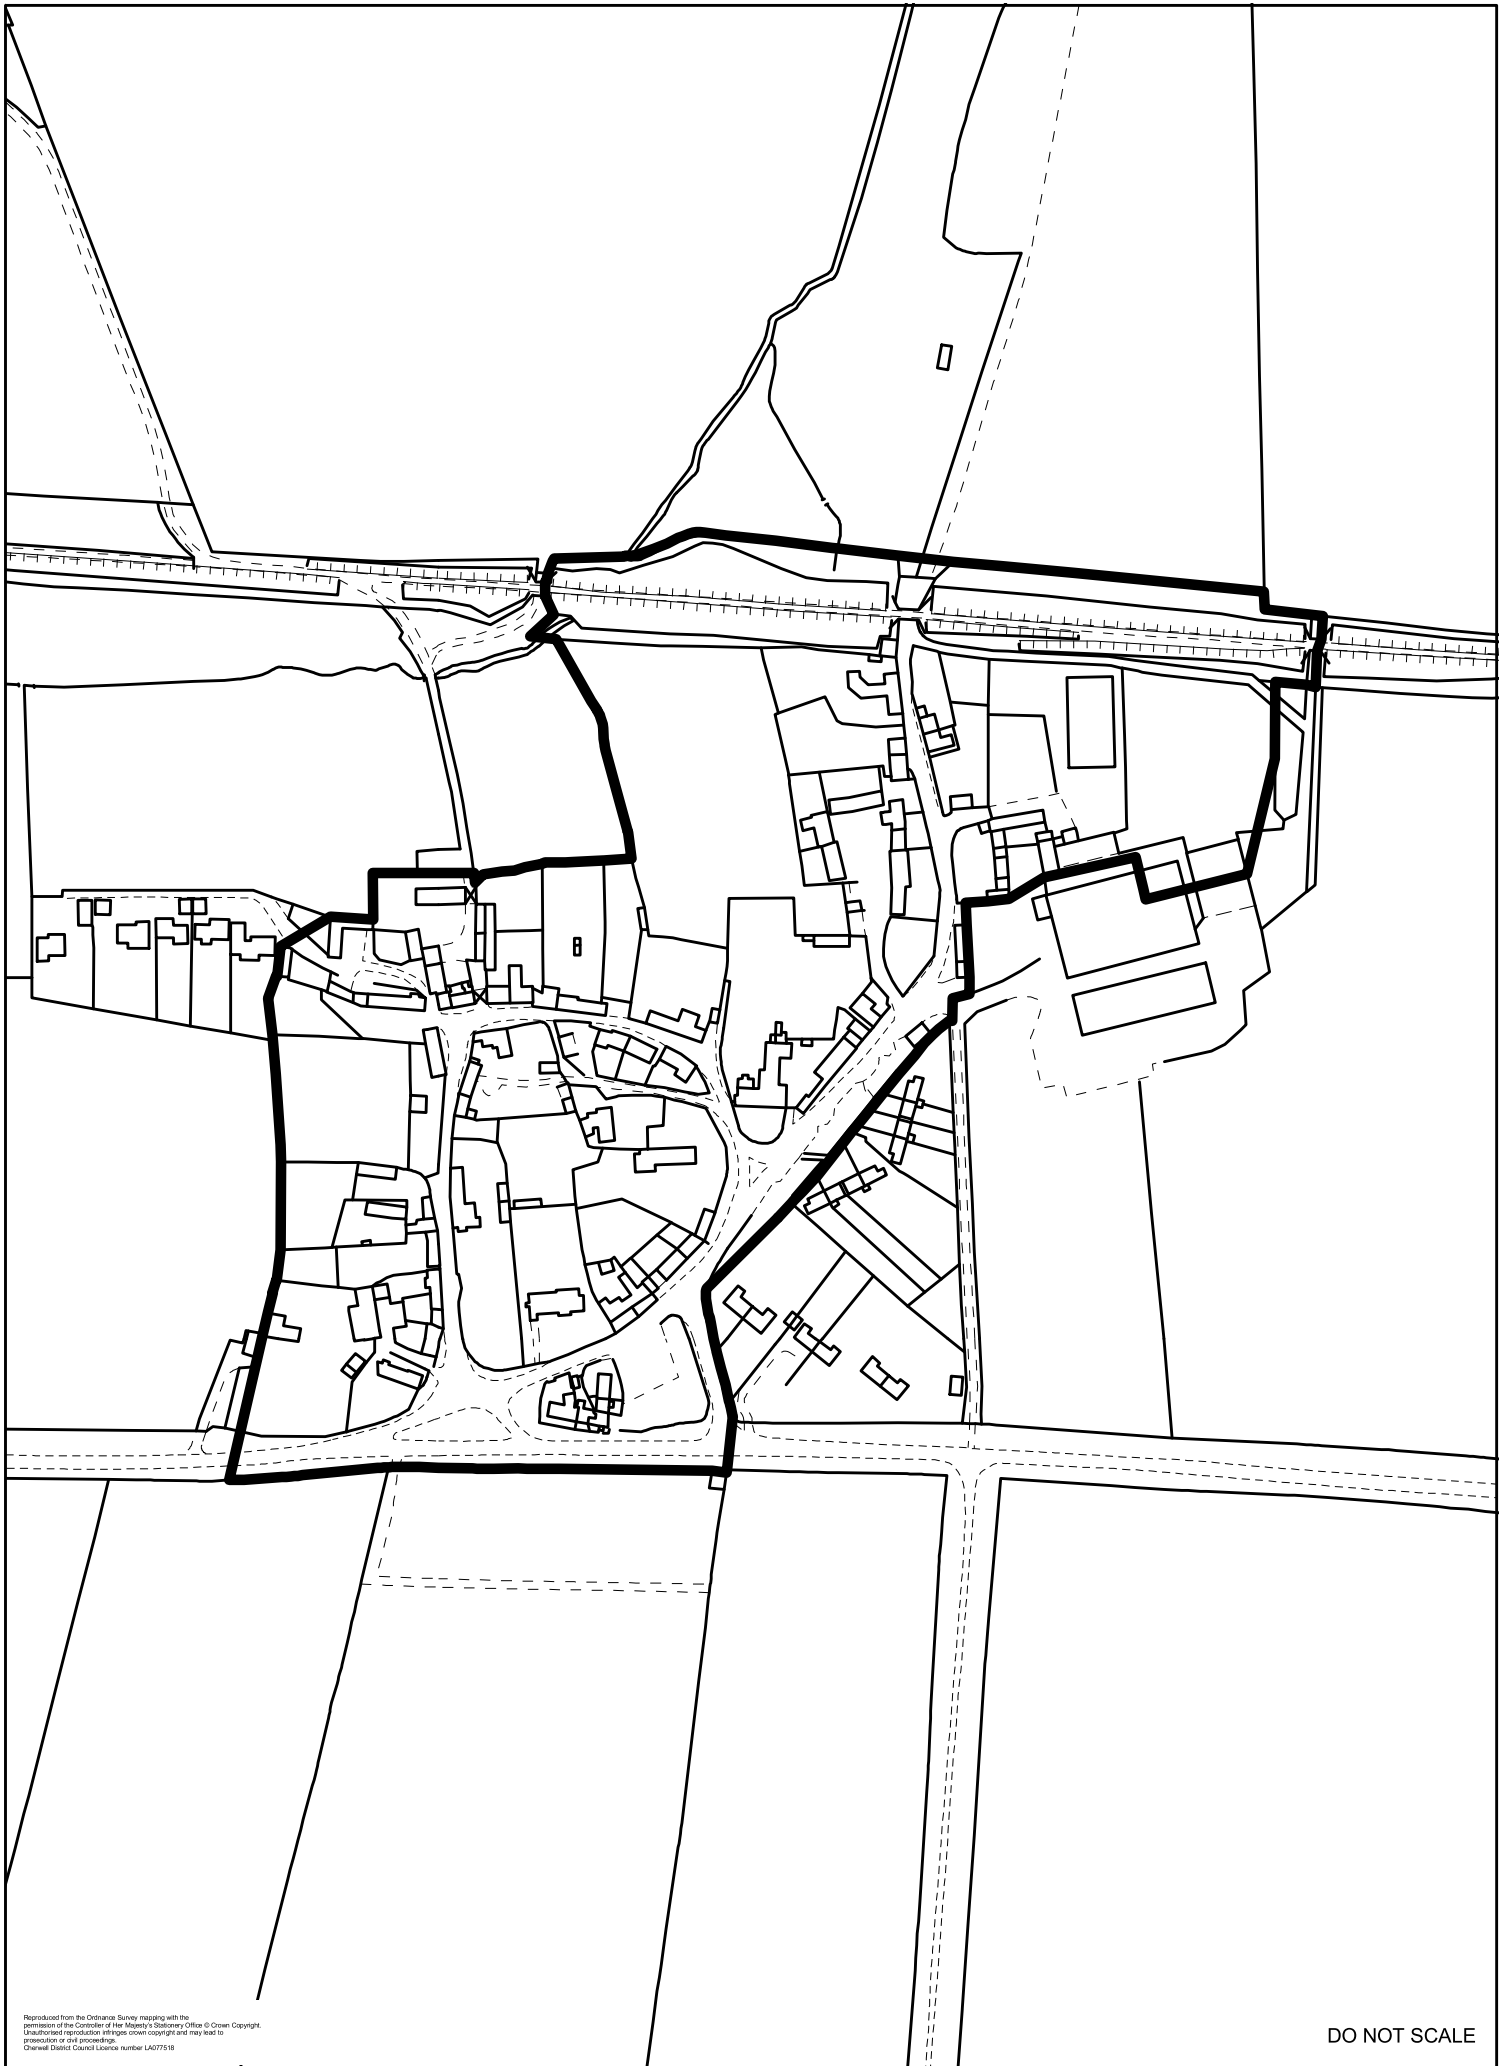 Reproduced from the Ordnance Survey mapping with the
permission of the Controller of Her Majesty's Stationery Office © Crown Copyright.
Unauthorised reproduction infringes crown copyright and may lead to
prosecution or civil proceedings.
Cherwell District Council Licence number LA077518
DO NOT SCALE